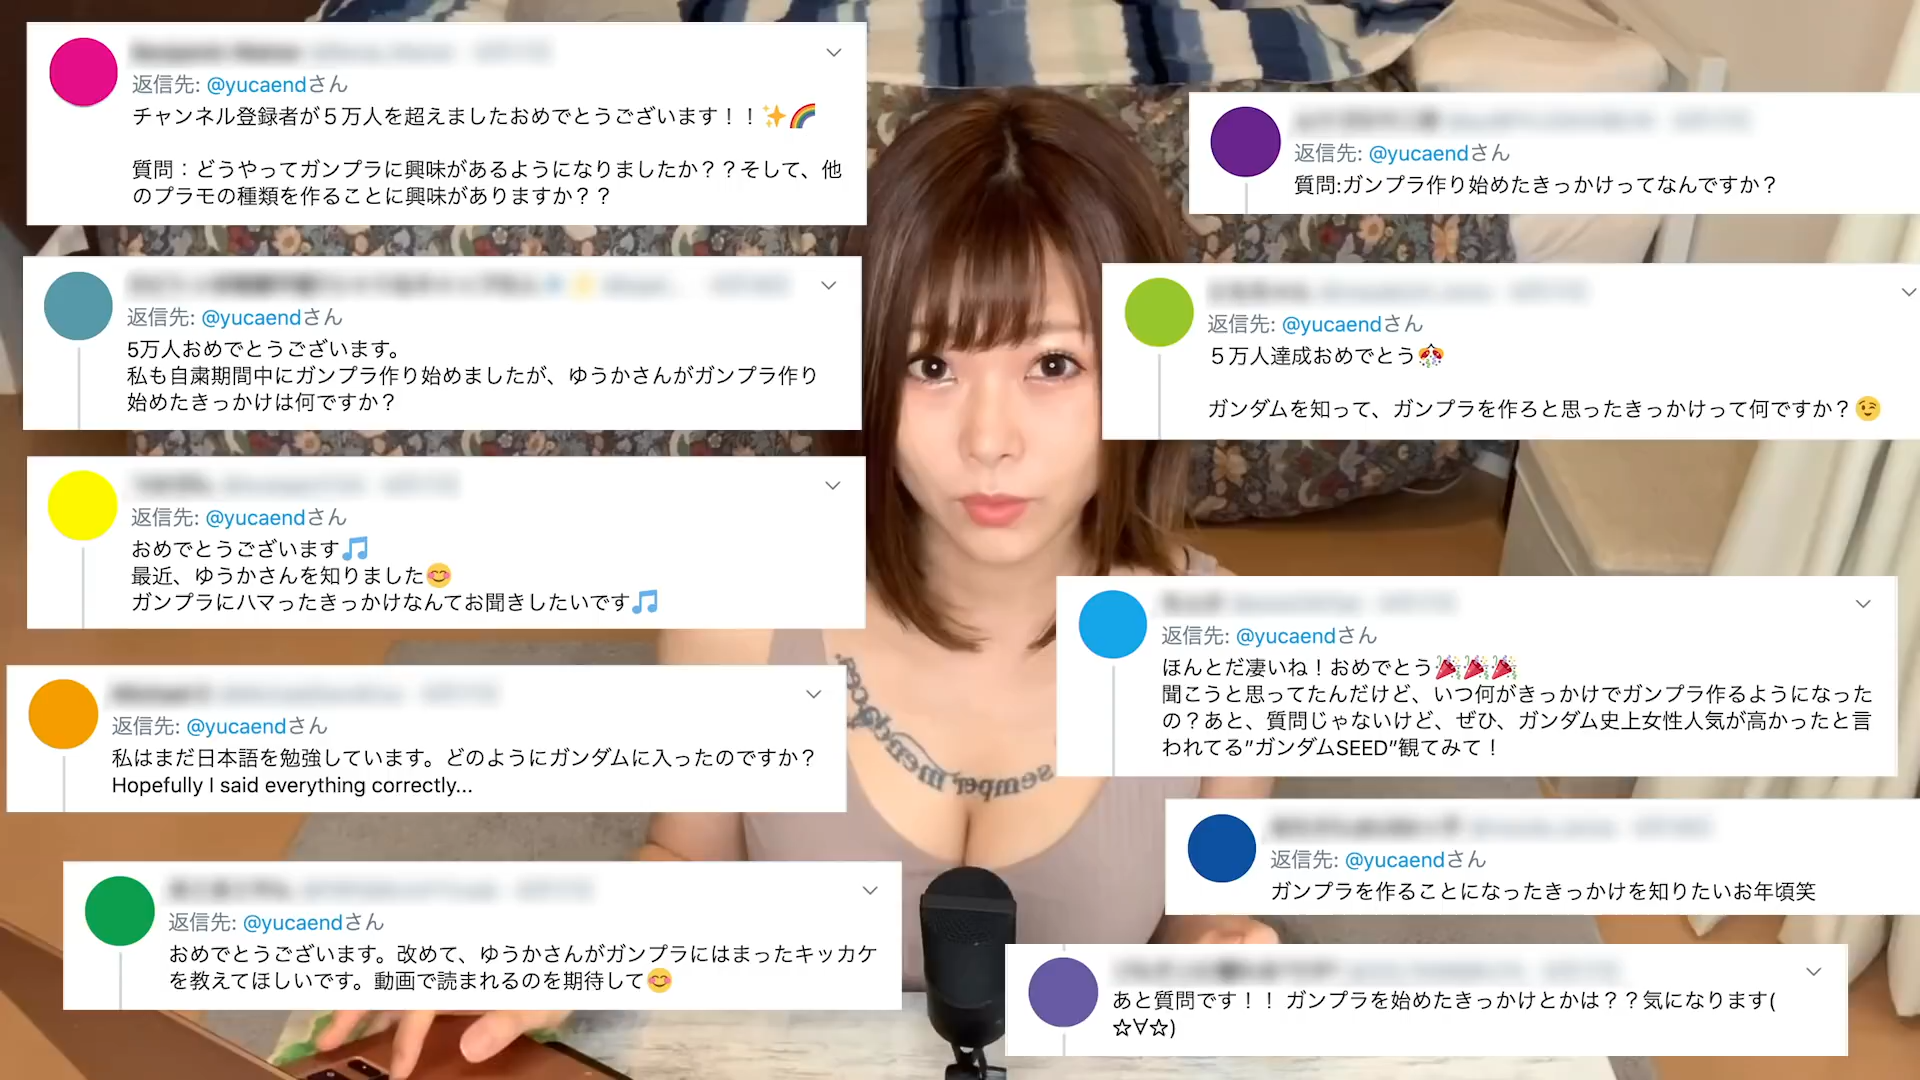 返信先: @yucaendさん
チャンネル登録者が５万人を超えましたおめでとうございます！！✨🌈
質問：どうやってガンプラに興味があるようになりましたか？？そして、他
のプラモの種類を作ることに興味がありますか？？
返信先: @yucaendさん
5万人おめでとうございます。
私も自粛期間中にガンプラ作り始めましたが、ゆうかさんがガンプラ作り
始めたきっかけは何ですか？
返信先: @yucaendさん
おめでとうございます🎵
最近、ゆうかさんを知りました😊
ガンプラにハマったきっかけなんてお聞きしたいです🎵
返信先: @yucaendさん
私はまだ日本語を勉強しています。どのようにガンダムに入ったのですか？
Hopefully I said everything correctly...
返信先: @yucaendさん
おめでとうございます。改めて、ゆうかさんがガンプラにはまったキッカケ
を教えてほしいです。動画で読まれるのを期待して😊
返信先: @yucaendさん
質問:ガンプラ作り始めたきっかけってなんですか？
返信先: @yucaendさん
５万人達成おめでとう🎊
ガンダムを知って、ガンプラを作ろと思ったきっかけって何ですか？😉
返信先: @yucaendさん
ほんとだ凄いね！おめでとう🎉🎉🎉
聞こうと思ってたんだけど、いつ何がきっかけでガンプラ作るようになった
の？あと、質問じゃないけど、ぜひ、ガンダム史上女性人気が高かったと言
われてる”ガンダムSEED”観てみて！
返信先: @yucaendさん
ガンプラを作ることになったきっかけを知りたいお年頃笑
あと質問です！！ ガンプラを始めたきっかけとかは？？気になります(
☆∀☆)
semper memento